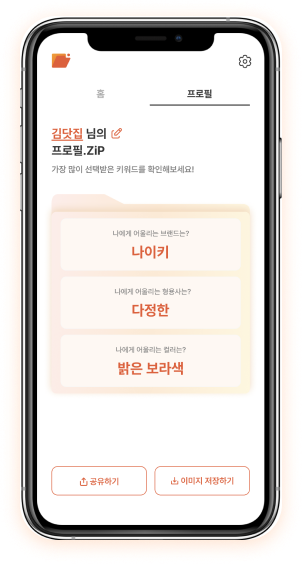 홈
프로필
김닷집 님의
프로필.ZiP
가장 많이 선택받은 키워드를 확인해보세요!
나에게 어울리는 브랜드는?
나이키
나에게 어울리는 형용사는?
다정한
나에게 어울리는 컬러는?
밝은 보라색
공유하기
이미지 저장하기